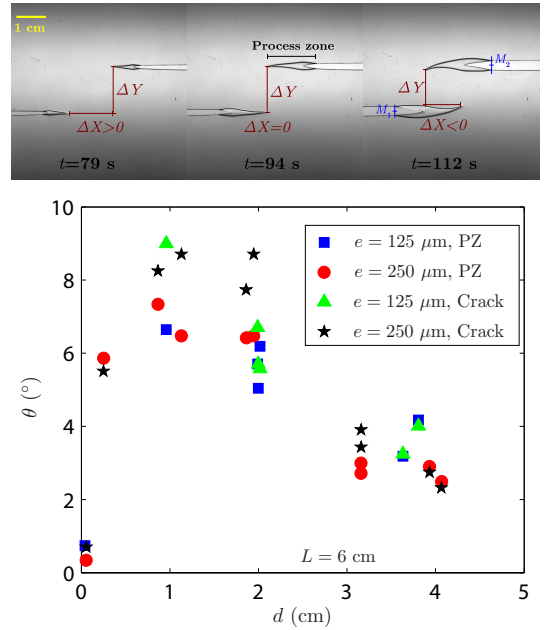 1 cm
Process zone
ΔY
ΔX>0
t=79 s
ΔY
ΔX=0
t=94 s
M₂
ΔY
M₁
ΔX<0
t=112 s
10
8
6
4
2
0
θ (°)
e = 125 μm, PZ
e = 250 μm, PZ
e = 125 μm, Crack
e = 250 μm, Crack
L = 6 cm
0 1 2 3 4 5
d (cm)